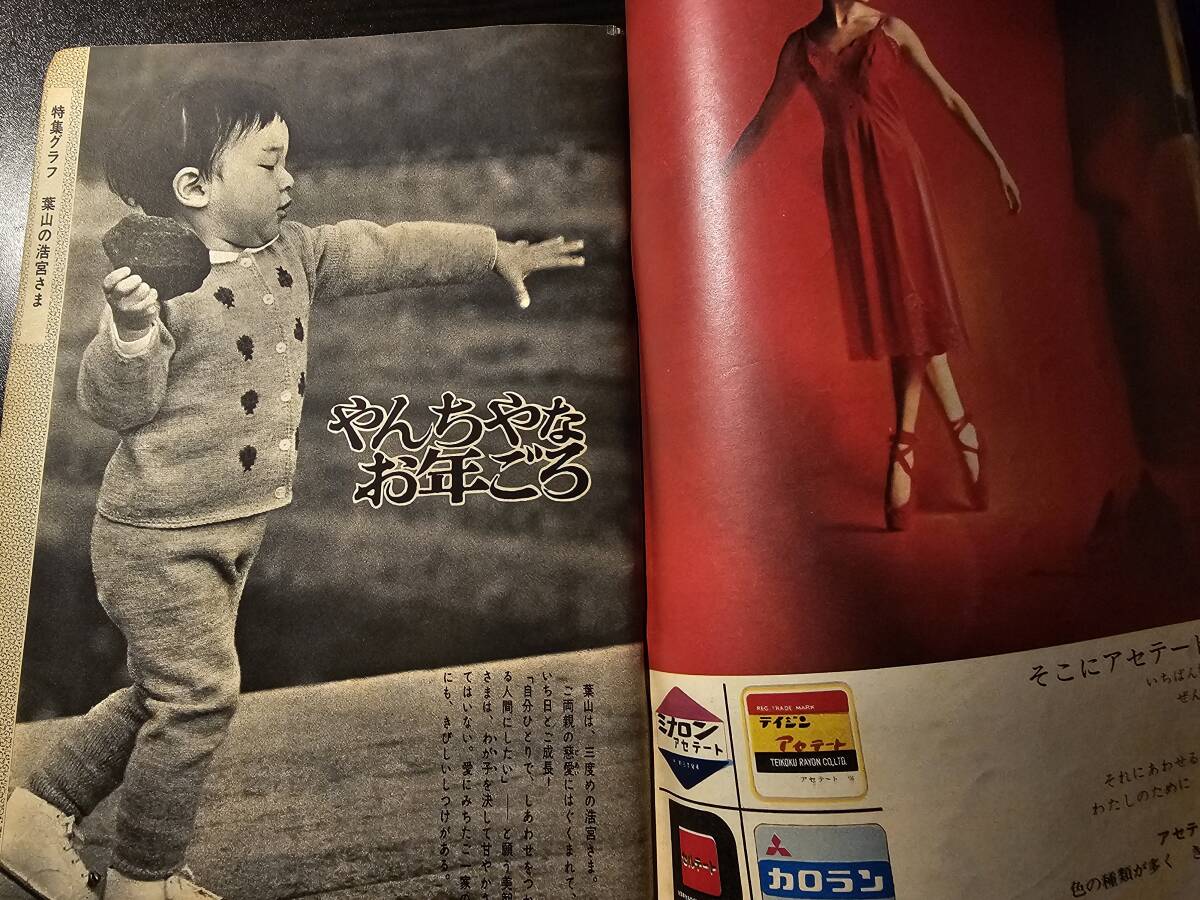 特集グラフ 葉山の浩宮さま
やんちやな
お年ごろ
葉山は、三度めの浩宮さま。
ご両親の慈愛にはぐくまれて、
いち日とご成長―
「自分ひとりで、しあわせをつか
る人間にしたい」――と願う美智
さまは、わが子を決して甘やかさ
てはいない。愛にみちたご一家の
にも、きびしいしつけがある。
そこにアセテート
いちばん
ぜ
それにあわせる
わたしのために
アセテ
色の種類が多く
ミナロン
アセテート
REG. TRADE MARK
テイジン
アセテート
TEIKOKU RAYON CO.,LTD.
アセテート
セルテート
カロラン